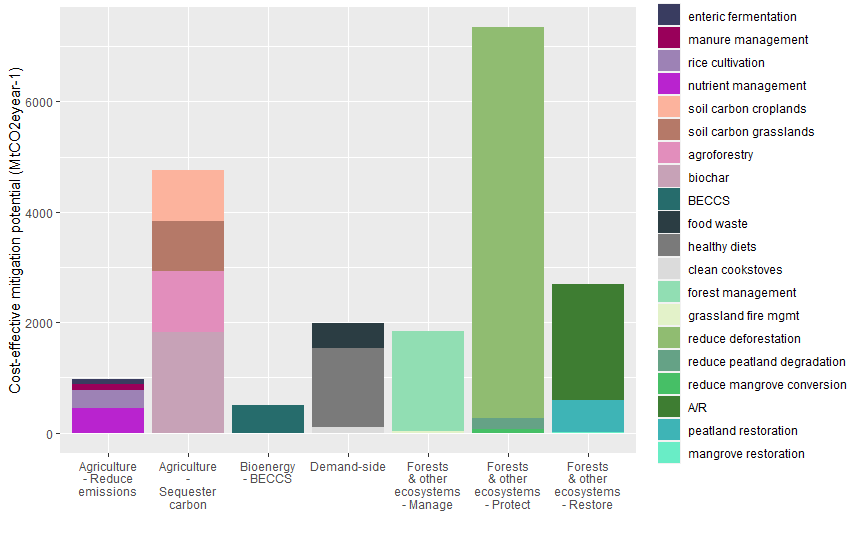 Cost-effective mitigation potential (MtCO2eyear-1)
6000
4000
2000
0
Agriculture
- Reduce
emissions
Agriculture
-
Sequester
carbon
Bioenergy
- BECCS
Demand-side
Forests
& other
ecosystems
- Manage
Forests
& other
ecosystems
- Protect
Forests
& other
ecosystems
- Restore
enteric fermentation
manure management
rice cultivation
nutrient management
soil carbon croplands
soil carbon grasslands
agroforestry
biochar
BECCS
food waste
healthy diets
clean cookstoves
forest management
grassland fire mgmt
reduce deforestation
reduce peatland degradation
reduce mangrove conversion
A/R
peatland restoration
mangrove restoration